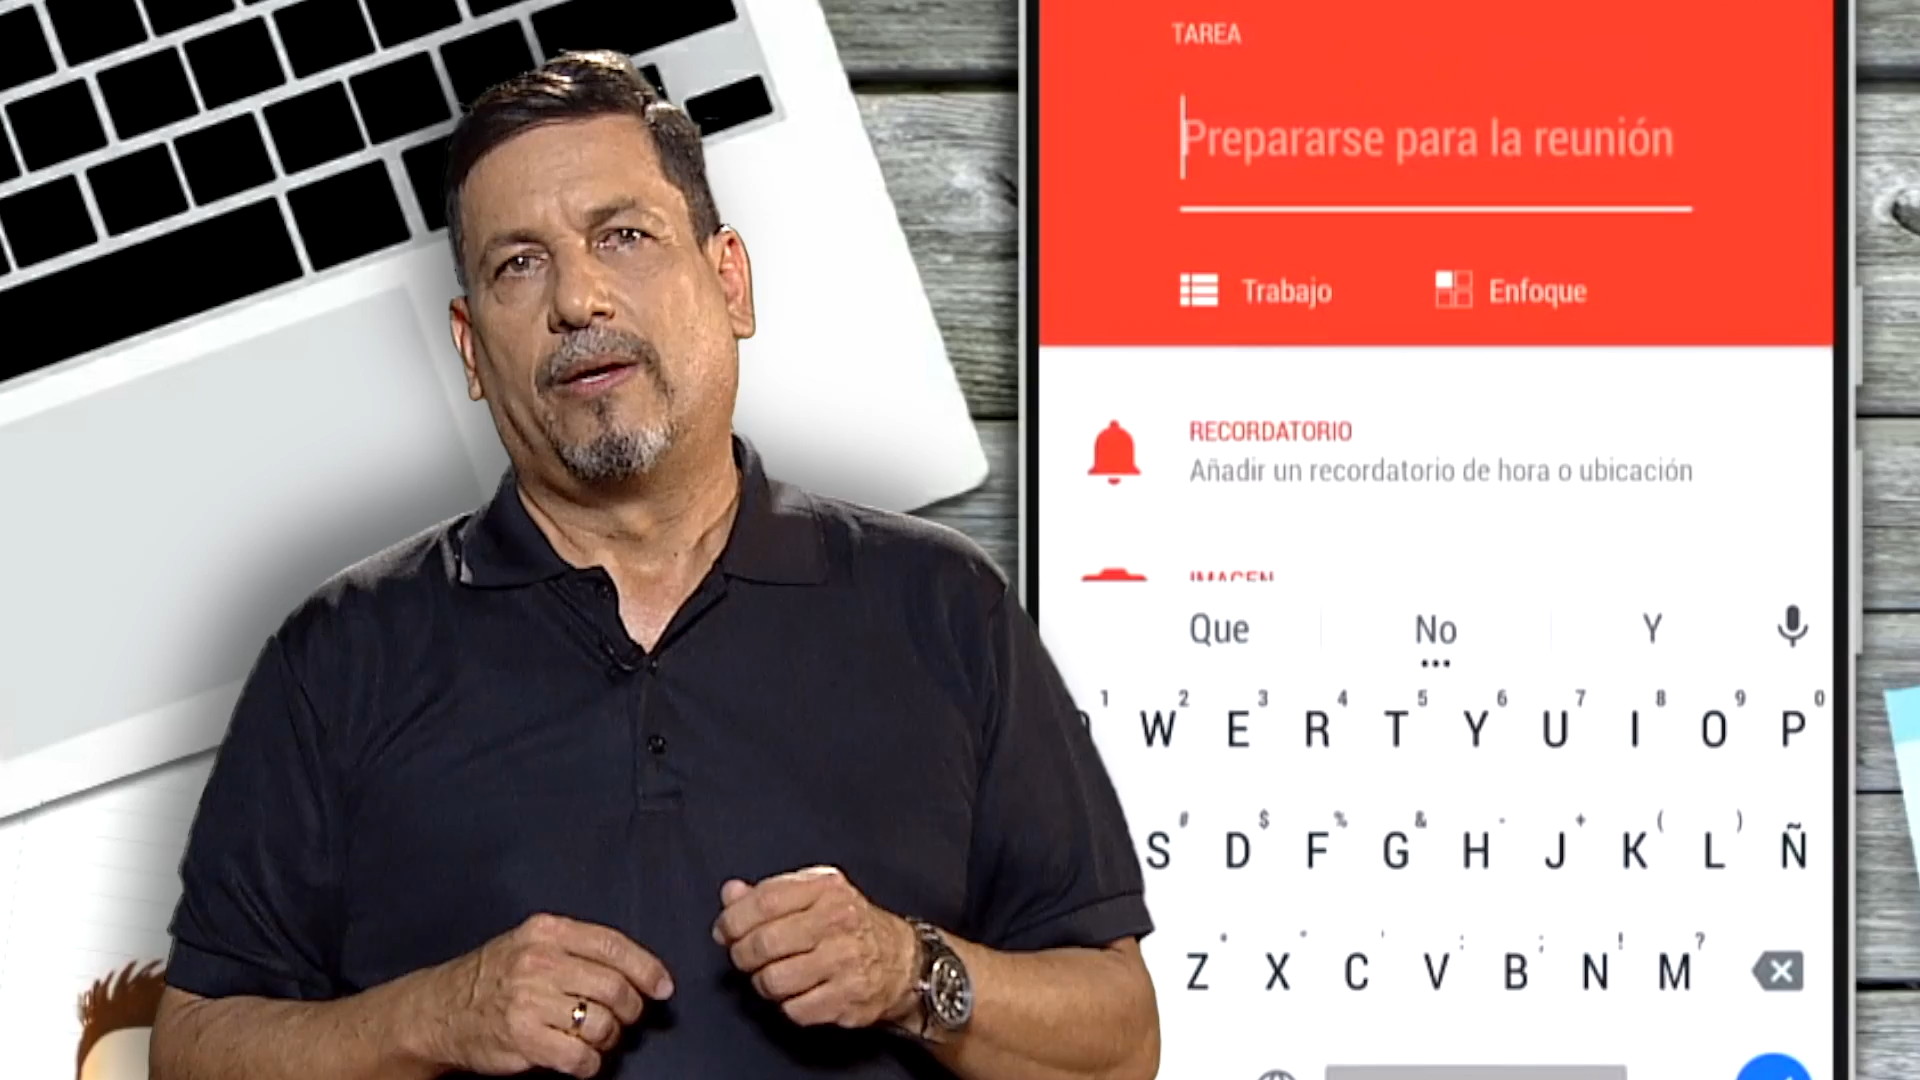 TAREA
Prepararse para la reunión
Trabajo Enfoque
RECORDATORIO
Añadir un recordatorio de hora o ubicación
IMAGEN
Que No Y
1 2 3 4 5 6 7 8 9 0
W E R T Y U I O P
# $ % & - + ( )
S D F G H J K L Ñ
* " ' : ; ! ?
Z X C V B N M